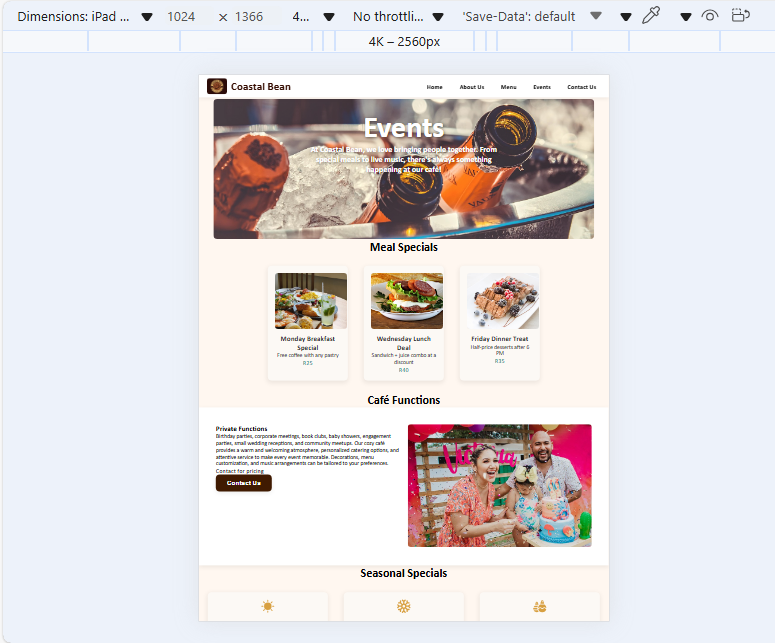 Dimensions: iPad ... 1024 × 1366 4... No throttli... 'Save-Data': default
4K – 2560px
Coastal Bean Home About Us Menu Events Contact Us
Events
At Coastal Bean, we love bringing people together. From
special meals to live music, there's always something
happening at our café!
Meal Specials
Monday Breakfast
Special
Free coffee with any pastry
R25
Wednesday Lunch
Deal
Sandwich + juice combo at a
discount
R40
Friday Dinner Treat
Half-price desserts after 6
PM
R35
Café Functions
Private Functions
Birthday parties, corporate meetings, book clubs, baby showers, engagement
parties, small wedding receptions, and community meetups. Our cozy café
provides a warm and welcoming atmosphere, personalized catering options, and
attentive service to make every event memorable. Decorations, menu
customization, and music arrangements can be tailored to your preferences.
Contact for pricing
Contact Us
Seasonal Specials